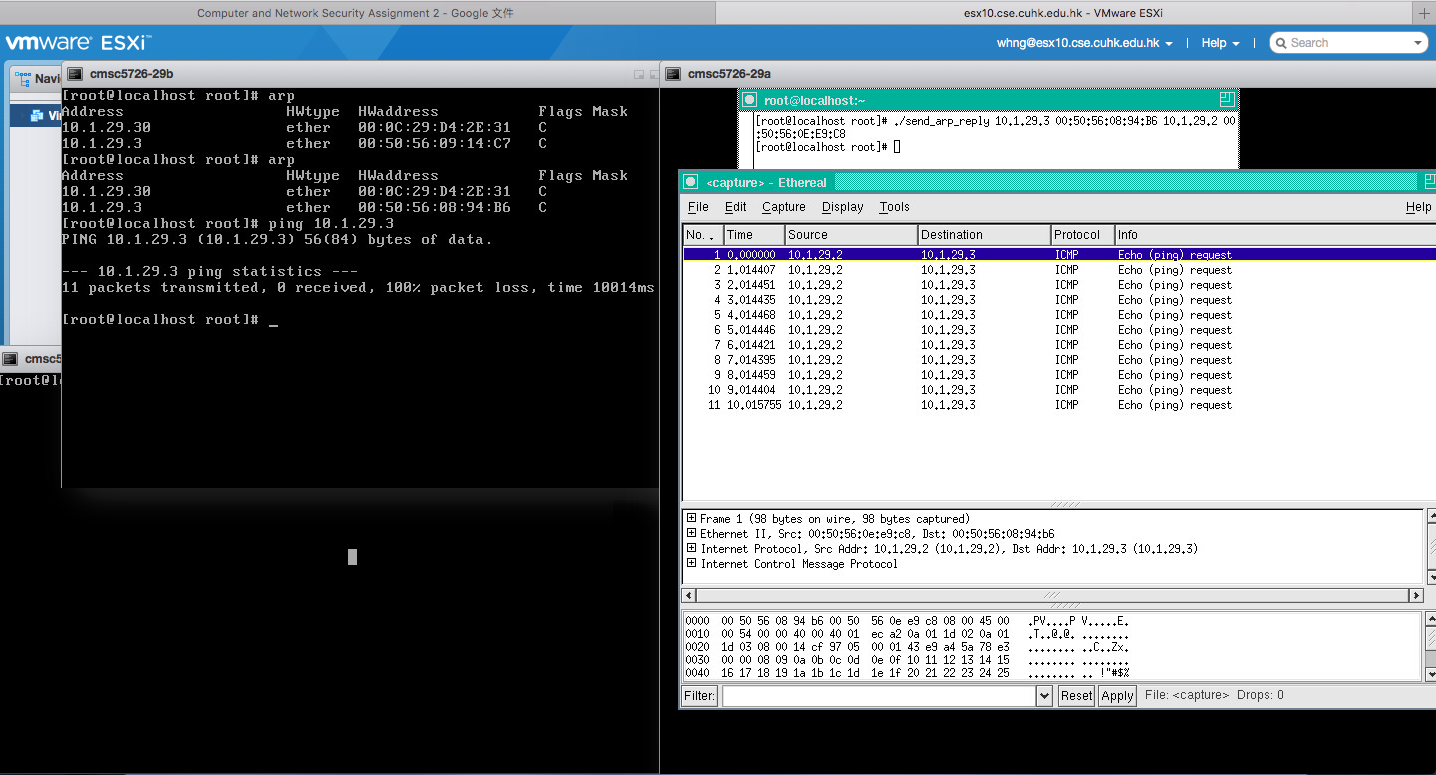 Computer and Network Security Assignment 2 - Google 文件
esx10.cse.cuhk.edu.hk - VMware ESXi
vmware ESXi™
whng@esx10.cse.cuhk.edu.hk
Help
Search
Navi
Vi
cmsc5726-29b
[root@localhost root]# arp
Address HWtype HWaddress Flags Mask
10.1.29.30 ether 00:0C:29:D4:2E:31 C
10.1.29.3 ether 00:50:56:09:14:C7 C
[root@localhost root]# arp
Address HWtype HWaddress Flags Mask
10.1.29.30 ether 00:0C:29:D4:2E:31 C
10.1.29.3 ether 00:50:56:08:94:B6 C
[root@localhost root]# ping 10.1.29.3
PING 10.1.29.3 (10.1.29.3) 56(84) bytes of data.
--- 10.1.29.3 ping statistics ---
11 packets transmitted, 0 received, 100% packet loss, time 10014ms
[root@localhost root]# _
cmsc5
[root@l
cmsc5726-29a
root@localhost:~
[root@localhost root]# ./send_arp_reply 10.1.29.3 00:50:56:08:94:B6 10.1.29.2 00
:50:56:0E:E9:C8
[root@localhost root]#
<capture> - Ethereal
File Edit Capture Display Tools Help
No. Time Source Destination Protocol Info
1 0.000000 10.1.29.2 10.1.29.3 ICMP Echo (ping) request
2 1.014407 10.1.29.2 10.1.29.3 ICMP Echo (ping) request
3 2.014451 10.1.29.2 10.1.29.3 ICMP Echo (ping) request
4 3.014435 10.1.29.2 10.1.29.3 ICMP Echo (ping) request
5 4.014468 10.1.29.2 10.1.29.3 ICMP Echo (ping) request
6 5.014446 10.1.29.2 10.1.29.3 ICMP Echo (ping) request
7 6.014421 10.1.29.2 10.1.29.3 ICMP Echo (ping) request
8 7.014395 10.1.29.2 10.1.29.3 ICMP Echo (ping) request
9 8.014459 10.1.29.2 10.1.29.3 ICMP Echo (ping) request
10 9.014404 10.1.29.2 10.1.29.3 ICMP Echo (ping) request
11 10.015755 10.1.29.2 10.1.29.3 ICMP Echo (ping) request
Frame 1 (98 bytes on wire, 98 bytes captured)
Ethernet II, Src: 00:50:56:0e:e9:c8, Dst: 00:50:56:08:94:b6
Internet Protocol, Src Addr: 10.1.29.2 (10.1.29.2), Dst Addr: 10.1.29.3 (10.1.29.3)
Internet Control Message Protocol
0000 00 50 56 08 94 b6 00 50 56 0e e9 c8 08 00 45 00 .PV....P V.....E.
0010 00 54 00 00 40 00 40 01 ec a2 0a 01 1d 02 0a 01 .T..@.@. ........
0020 1d 03 08 00 14 cf 97 05 00 01 43 e9 a4 5a 78 e3 ........ ..C..Zx.
0030 00 00 08 09 0a 0b 0c 0d 0e 0f 10 11 12 13 14 15 ........ ........
0040 16 17 18 19 1a 1b 1c 1d 1e 1f 20 21 22 23 24 25 ........ .. !"#$%
Filter: Reset Apply File: <capture> Drops: 0